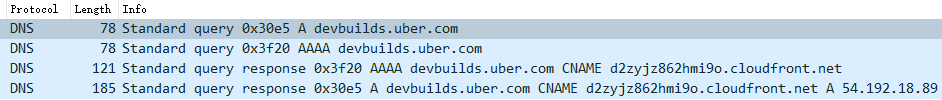 Protocol Length Info
DNS 78 Standard query 0x30e5 A devbuilds.uber.com
DNS 78 Standard query 0x3f20 AAAA devbuilds.uber.com
DNS 121 Standard query response 0x3f20 AAAA devbuilds.uber.com CNAME d2zyjz862hmi9o.cloudfront.net
DNS 185 Standard query response 0x30e5 A devbuilds.uber.com CNAME d2zyjz862hmi9o.cloudfront.net A 54.192.18.89